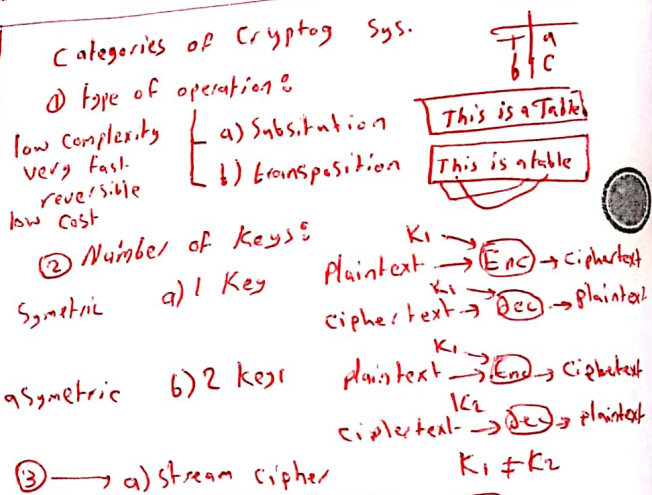 Categories of Cryptog Sys.
T a
b C
① type of operation:
low complexity
very fast
reversible
low cost
a) Subsitution
b) transposition
This is a Table
This is a table
② Number of Keys:
Symetric a) 1 Key
K1
Plaintext → Enc → Ciphertext
K1
ciphertext → Dec → plaintext
asymetric b) 2 keys
K1
plaintext → Enc → Ciphetext
K2
ciphertext → Dec → plaintext
K1 ≠ K2
③ → a) Stream cipher